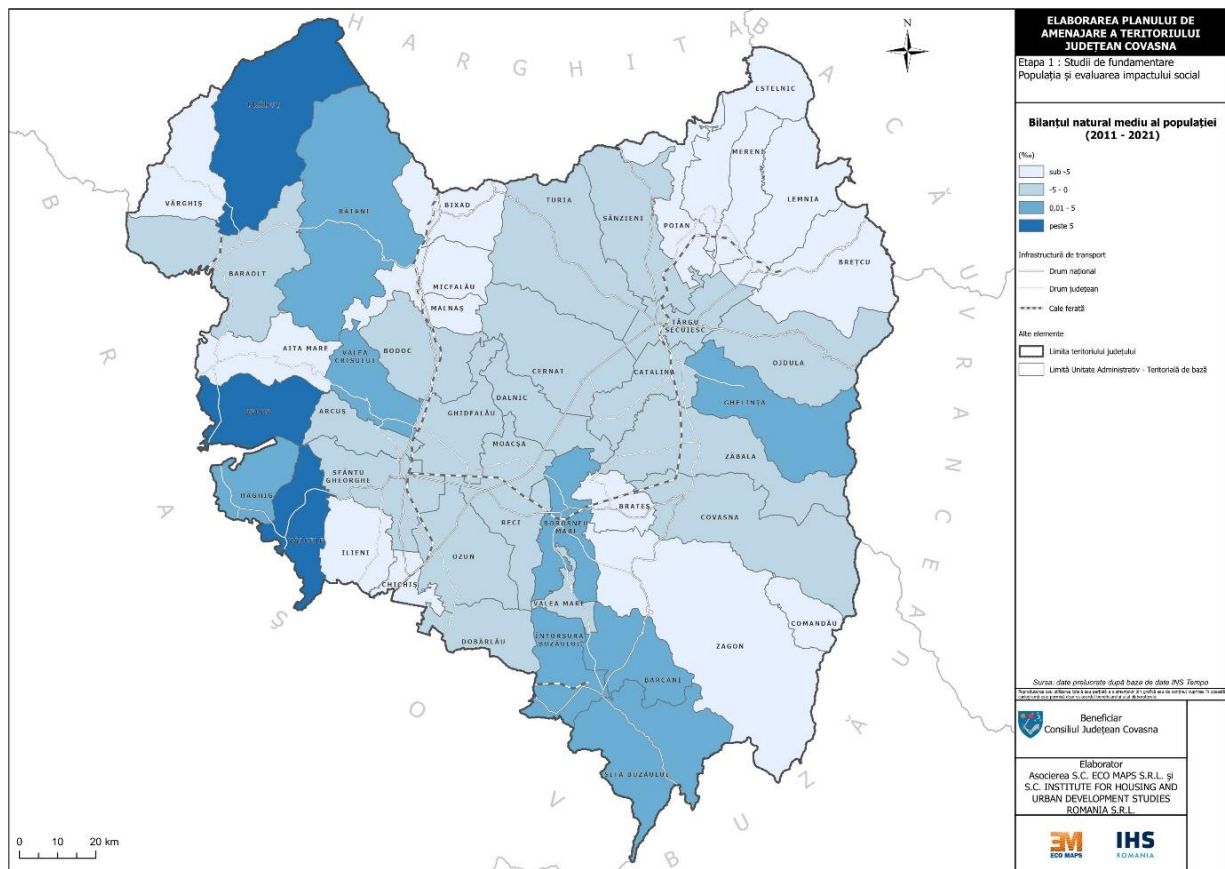 HARGHITA
BACĂU
VRANCEA
BUZĂU
BRAȘOV
N
ESTELNIC
MERENI
LEMNIA
TURIA
SÂNZIENI
POIAN
BREȚCU
VÂRGHIȘ
BĂȚANI
BIXAD
BARAOLT
MICFALĂU
MALNAȘ
TÂRGU
SECUIESC
OJDULA
AITA MARE
VALEA
CRIȘULUI
BODOC
CERNAT
CATALINA
GHELINȚA
DALNIC
ARCUȘ
GHIDFALĂU
MOACȘA
ZĂBALA
SFÂNTU
GHEORGHE
HAGHIG
BRATEȘ
COVASNA
RECI
BOROȘNEU
MARE
ILIENI
OZUN
CHICHIȘ
VALEA MARE
COMANDĂU
DOBÂRLĂU
ÎNTORSURA
BUZĂULUI
ZAGON
BARCANI
SITA BUZĂULUI
0 10 20 km
ELABORAREA PLANULUI DE
AMENAJARE A TERITORIULUI
JUDEȚEAN COVASNA
Etapa 1 : Studii de fundamentare
Populația și evaluarea impactului social
Bilanțul natural mediu al populației
(2011 - 2021)
(‰)
sub -5
-5 - 0
0,01 - 5
peste 5
Infrastructură de transport
Drum național
Drum județean
Cale ferată
Alte elemente
Limita teritoriului județului
Limită Unitate Administrativ - Teritorială de bază
Sursa: date prelucrate după baza de date INS Tempo
Beneficiar
Consiliul Județean Covasna
Elaborator
Asocierea S.C. ECO MAPS S.R.L. și
S.C. INSTITUTE FOR HOUSING AND
URBAN DEVELOPMENT STUDIES
ROMANIA S.R.L.
EM
ECO MAPS
IHS
ROMANIA